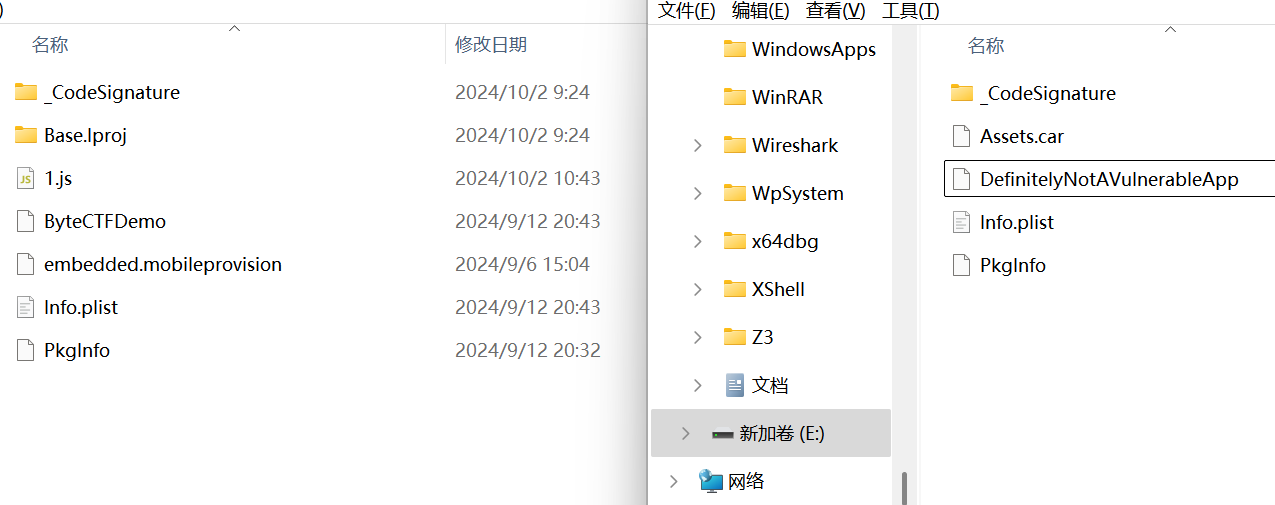 )
名称 修改日期
_CodeSignature 2024/10/2 9:24
Base.lproj 2024/10/2 9:24
JS 1.js 2024/10/2 10:43
ByteCTFDemo 2024/9/12 20:43
embedded.mobileprovision 2024/9/6 15:04
Info.plist 2024/9/12 20:43
PkgInfo 2024/9/12 20:32
文件(F) 编辑(E) 查看(V) 工具(T)
WindowsApps
WinRAR
Wireshark
WpSystem
x64dbg
XShell
Z3
文档
新加卷 (E:)
网络
名称
_CodeSignature
Assets.car
DefinitelyNotAVulnerableApp
Info.plist
PkgInfo